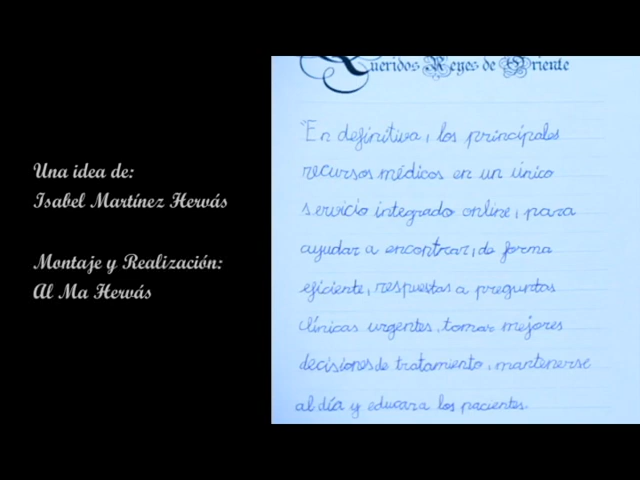 Una idea de:
Isabel Martínez Hervás
Montaje y Realización:
Al Ma Hervás
Queridos Reyes de Oriente
"En definitiva, los principales
recursos médicos en un único
servicio integrado online, para
ayudar a encontrar, de forma
eficiente, respuestas a preguntas
clínicas urgentes, tomar mejores
decisiones de tratamiento, mantenerse
al día y educar a los pacientes.